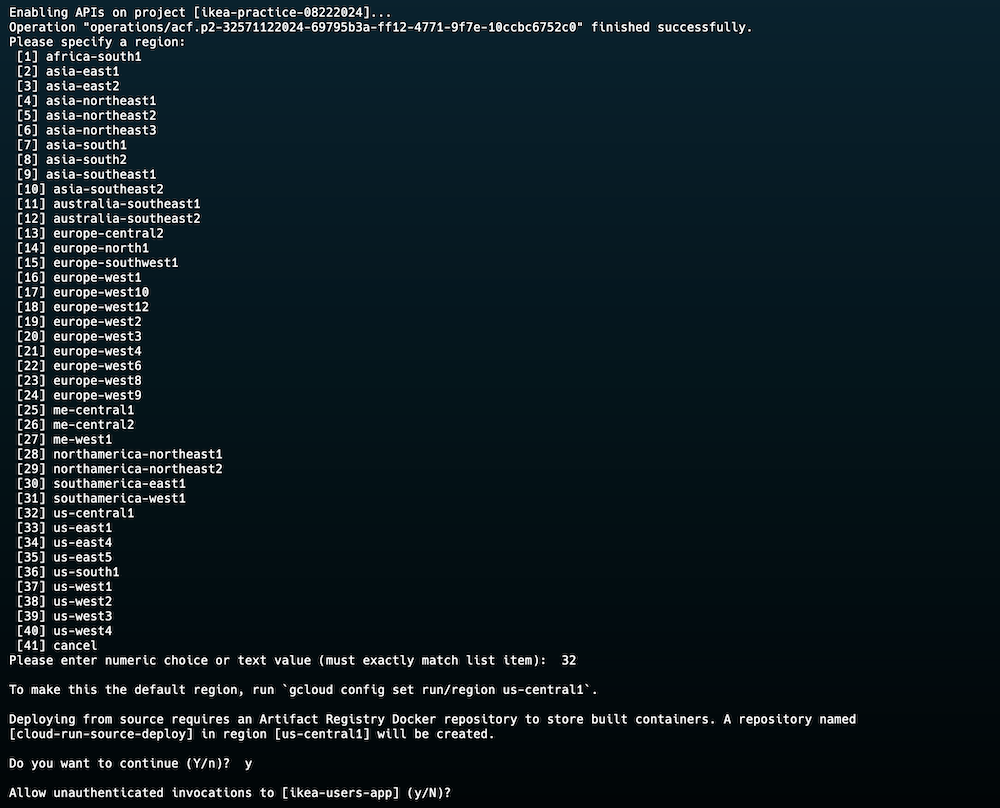 Enabling APIs on project [ikea-practice-08222024]...
Operation "operations/acf.p2-32571122024-69795b3a-ff12-4771-9f7e-10ccbc6752c0" finished successfully.
Please specify a region:
[1] africa-south1
[2] asia-east1
[3] asia-east2
[4] asia-northeast1
[5] asia-northeast2
[6] asia-northeast3
[7] asia-south1
[8] asia-south2
[9] asia-southeast1
[10] asia-southeast2
[11] australia-southeast1
[12] australia-southeast2
[13] europe-central2
[14] europe-north1
[15] europe-southwest1
[16] europe-west1
[17] europe-west10
[18] europe-west12
[19] europe-west2
[20] europe-west3
[21] europe-west4
[22] europe-west6
[23] europe-west8
[24] europe-west9
[25] me-central1
[26] me-central2
[27] me-west1
[28] northamerica-northeast1
[29] northamerica-northeast2
[30] southamerica-east1
[31] southamerica-west1
[32] us-central1
[33] us-east1
[34] us-east4
[35] us-east5
[36] us-south1
[37] us-west1
[38] us-west2
[39] us-west3
[40] us-west4
[41] cancel
Please enter numeric choice or text value (must exactly match list item):  32
To make this the default region, run `gcloud config set run/region us-central1`.
Deploying from source requires an Artifact Registry Docker repository to store built containers. A repository named
[cloud-run-source-deploy] in region [us-central1] will be created.
Do you want to continue (Y/n)?  y
Allow unauthenticated invocations to [ikea-users-app] (y/N)?